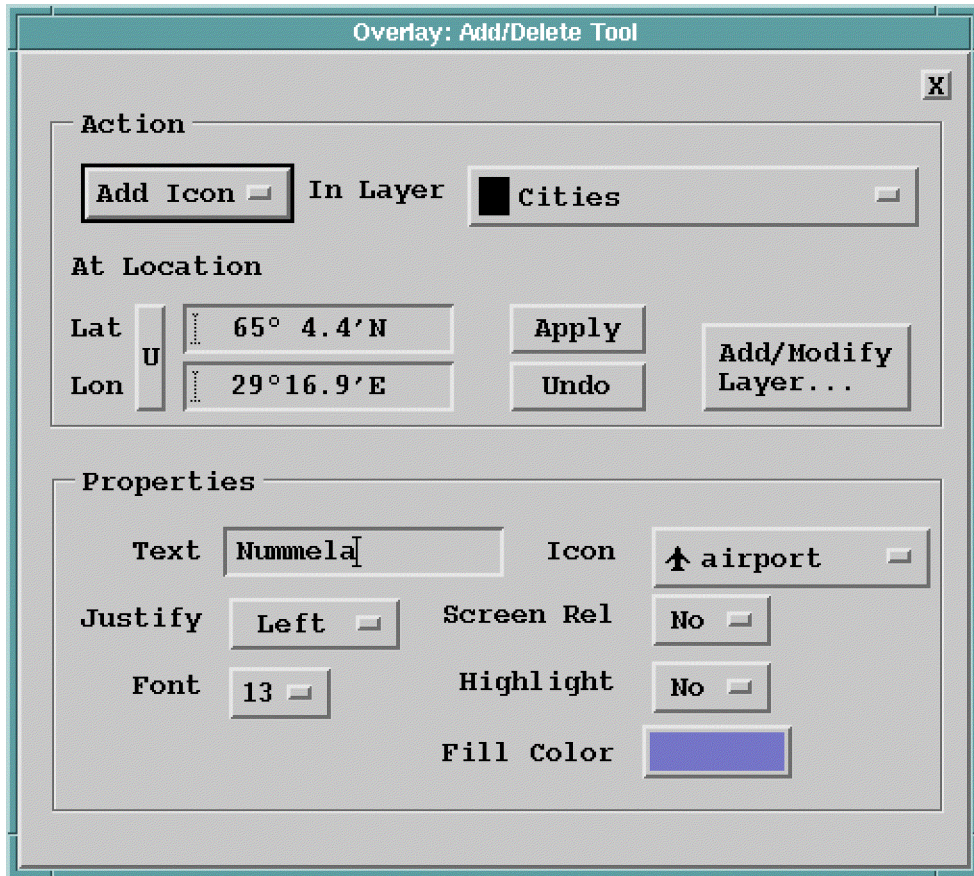 Overlay: Add/Delete Tool
X
Action
Add Icon In Layer Cities
At Location
Lat U 65° 4.4'N Apply
Lon 29°16.9'E Undo
Add/Modify
Layer...
Properties
Text Nummela Icon airport
Justify Left Screen Rel No
Font 13 Highlight No
Fill Color